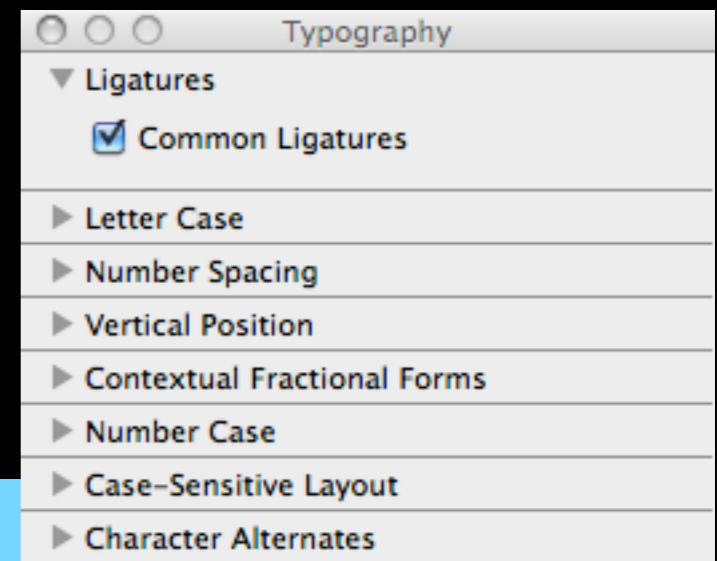 Typography
Ligatures
Common Ligatures
Letter Case
Number Spacing
Vertical Position
Contextual Fractional Forms
Number Case
Case-Sensitive Layout
Character Alternates